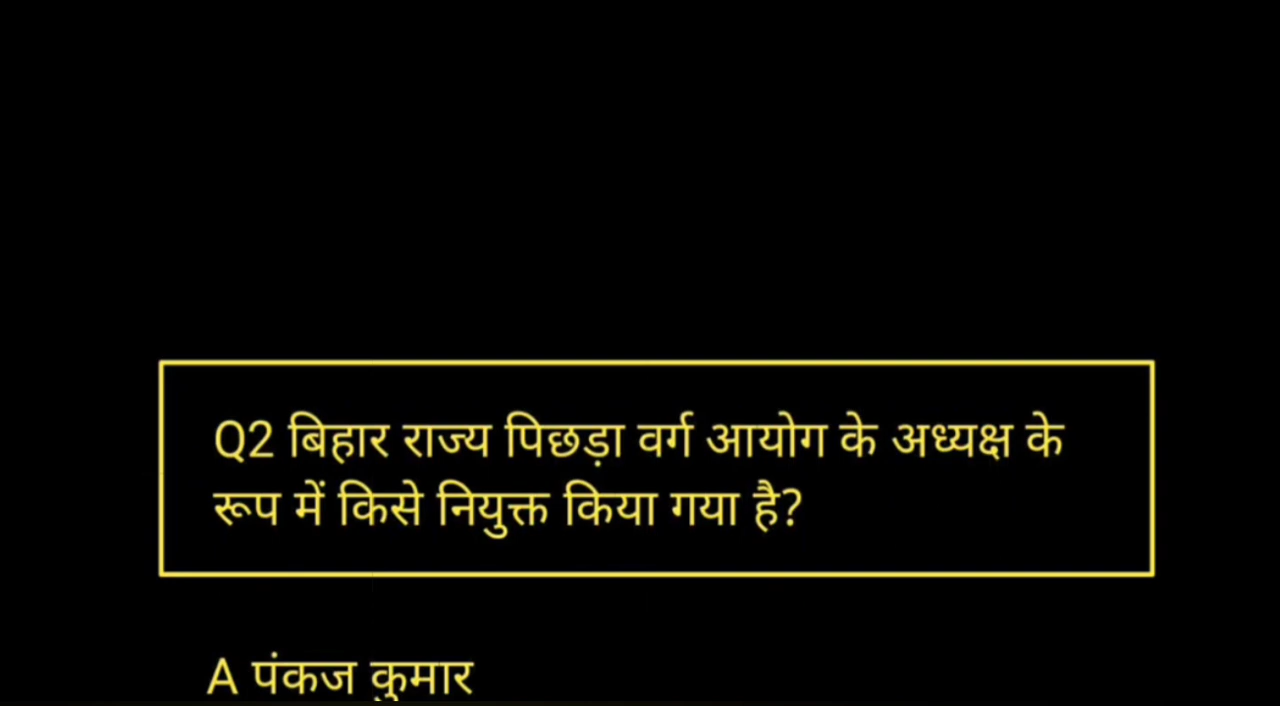 Q2 बिहार राज्य पिछड़ा वर्ग आयोग के अध्यक्ष के
रूप में किसे नियुक्त किया गया है?
A पंकज कुमार